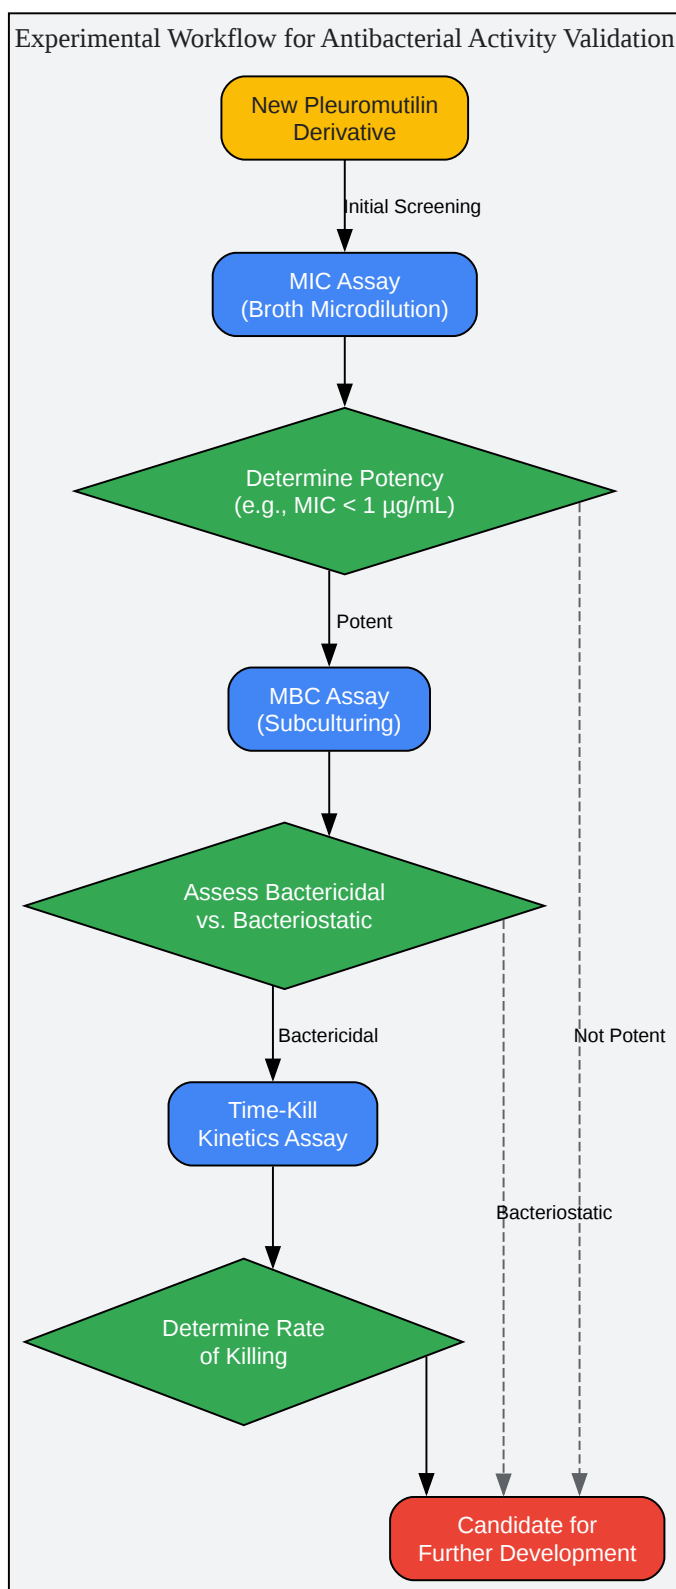 Experimental Workflow for Antibacterial Activity Validation
New Pleuromutilin
Derivative
Initial Screening
MIC Assay
(Broth Microdilution)
Determine Potency
(e.g., MIC < 1 µg/mL)
Potent
MBC Assay
(Subculturing)
Assess Bactericidal
vs. Bacteriostatic
Bactericidal
Not Potent
Time-Kill
Kinetics Assay
Bacteriostatic
Determine Rate
of Killing
Candidate for
Further Development